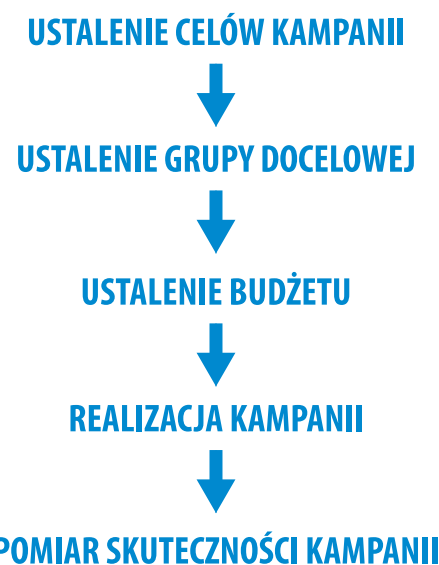 USTALENIE CELÓW KAMPANII
USTALENIE GRUPY DOCELOWEJ
USTALENIE BUDŻETU
REALIZACJA KAMPANII
POMIAR SKUTECZNOŚCI KAMPANII